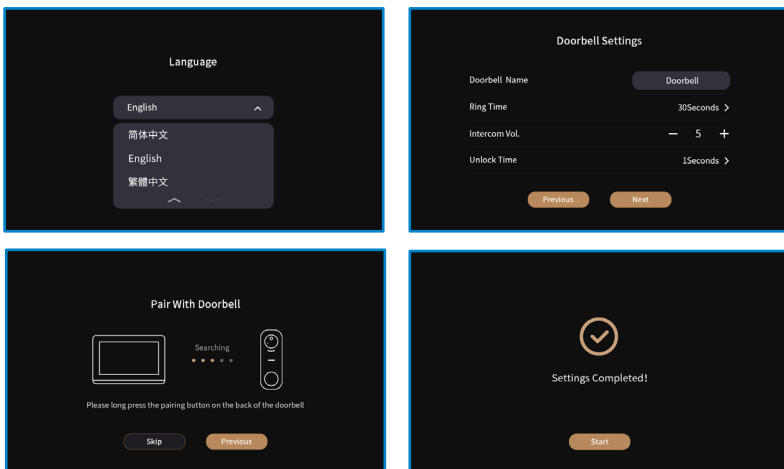 Language
English
简体中文
English
繁體中文
Doorbell Settings
Doorbell Name Doorbell
Ring Time 30Seconds
Intercom Vol. 5
Unlock Time 1Seconds
Previous Next
Pair With Doorbell
Searching
Please long press the pairing button on the back of the doorbell
Skip Previous
Settings Completed!
Start